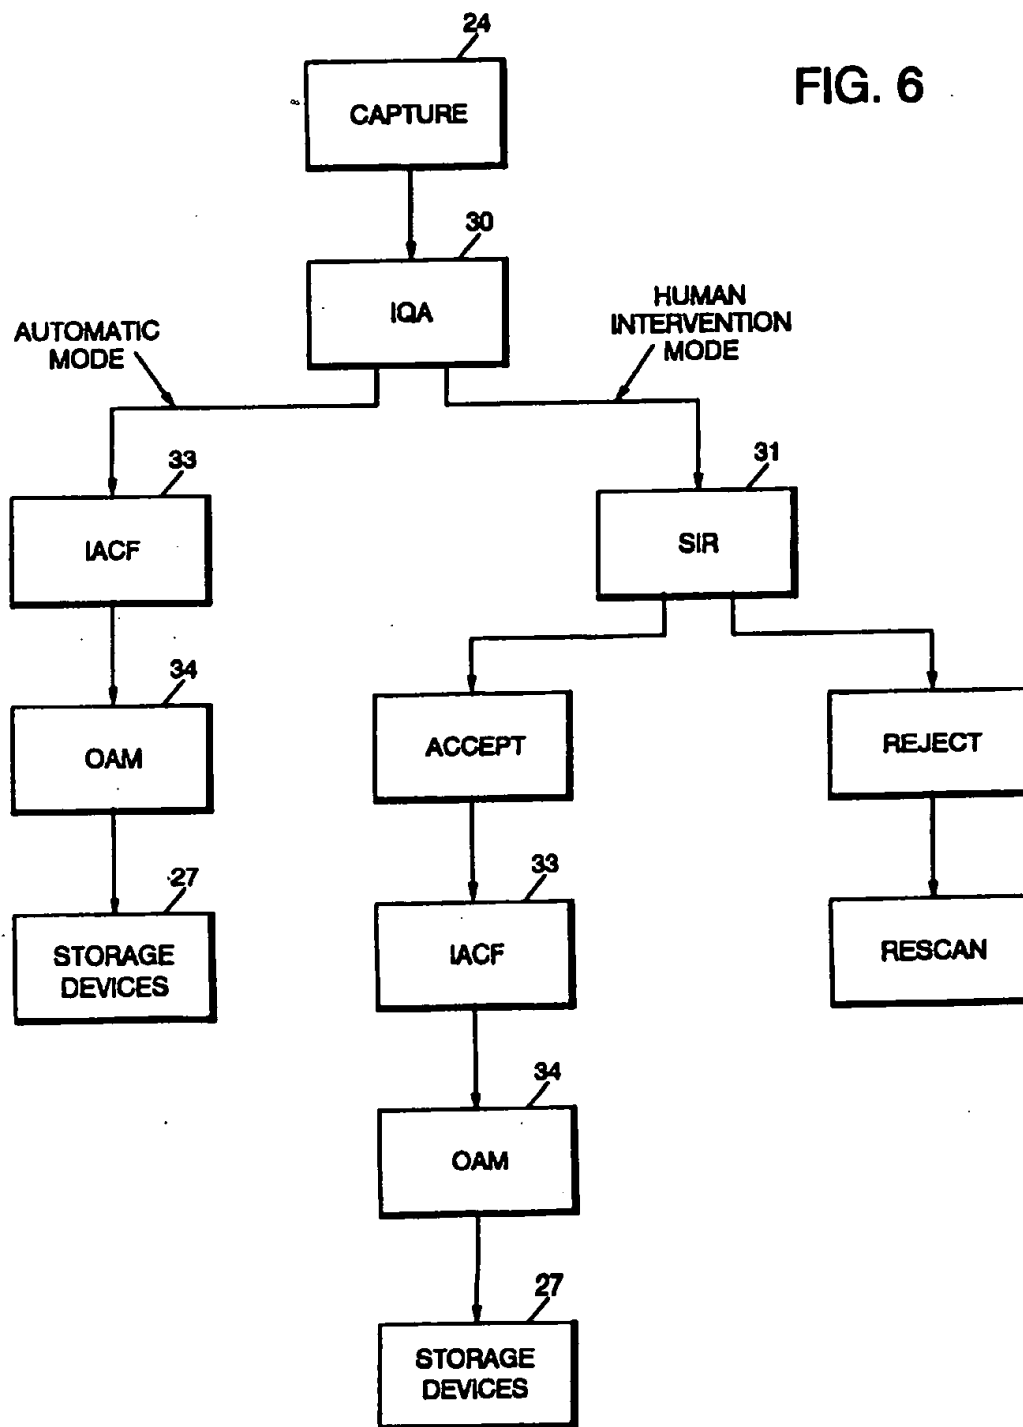 FIG. 6
24
CAPTURE
30
IQA
AUTOMATIC
MODE
HUMAN
INTERVENTION
MODE
33
IACF
31
SIR
34
OAM
ACCEPT
REJECT
27
STORAGE
DEVICES
33
IACF
RESCAN
34
OAM
27
STORAGE
DEVICES